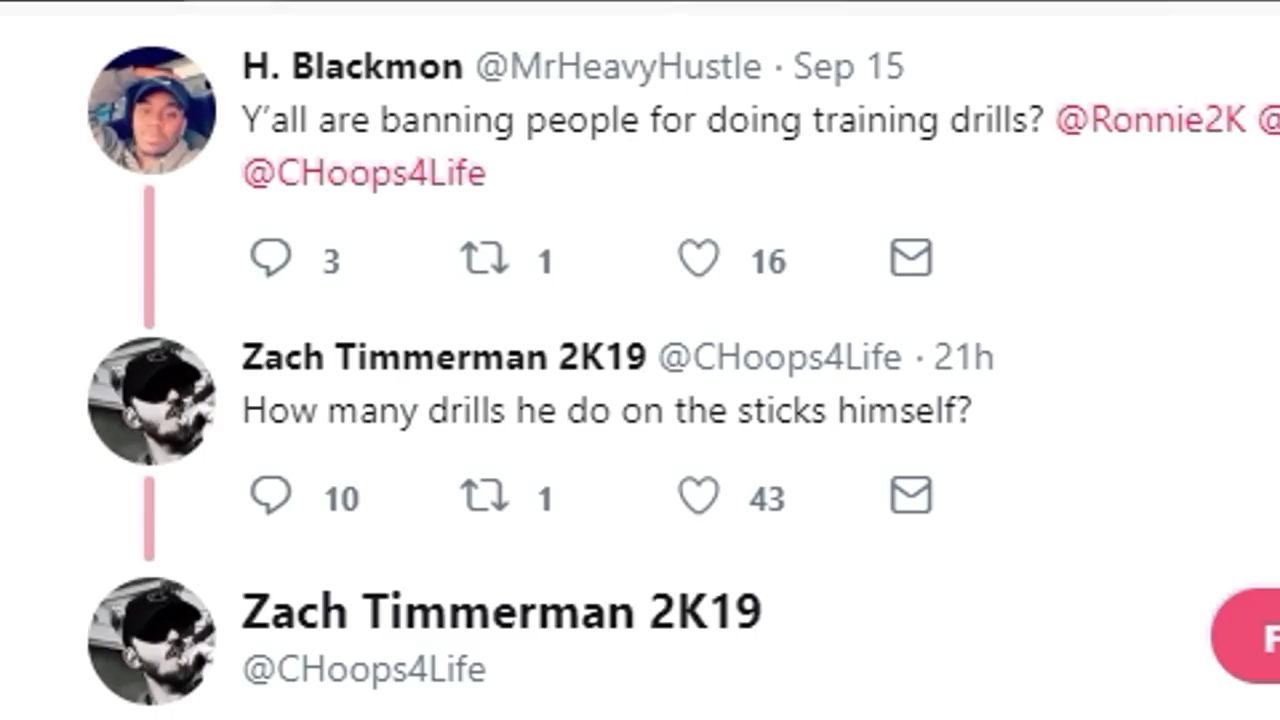 H. Blackmon @MrHeavyHustle · Sep 15
Y'all are banning people for doing training drills? @Ronnie2K @
@CHoops4Life
3 1 16
Zach Timmerman 2K19 @CHoops4Life · 21h
How many drills he do on the sticks himself?
10 1 43
Zach Timmerman 2K19
@CHoops4Life
F